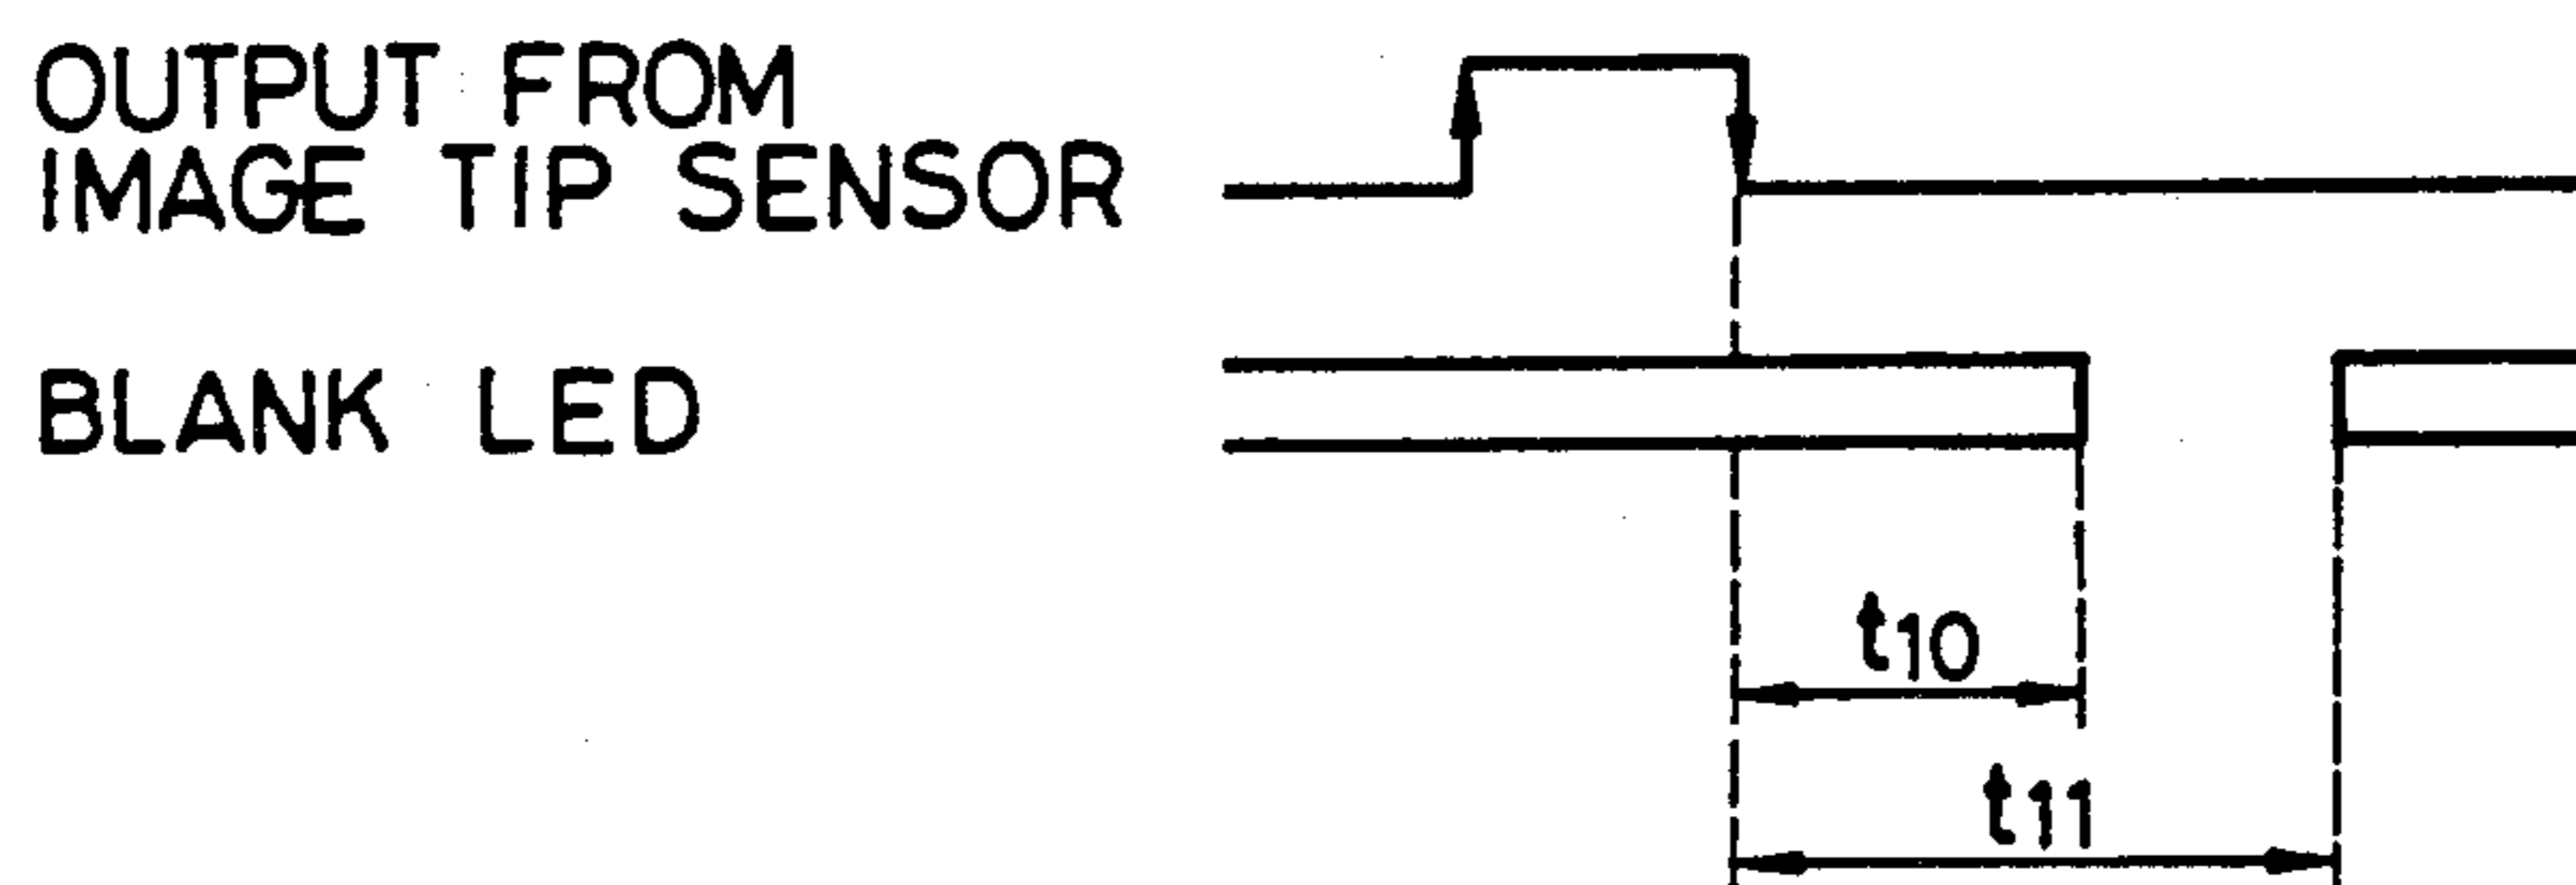 OUTPUT FROM
IMAGE TIP SENSOR
BLANK LED
t10
t11